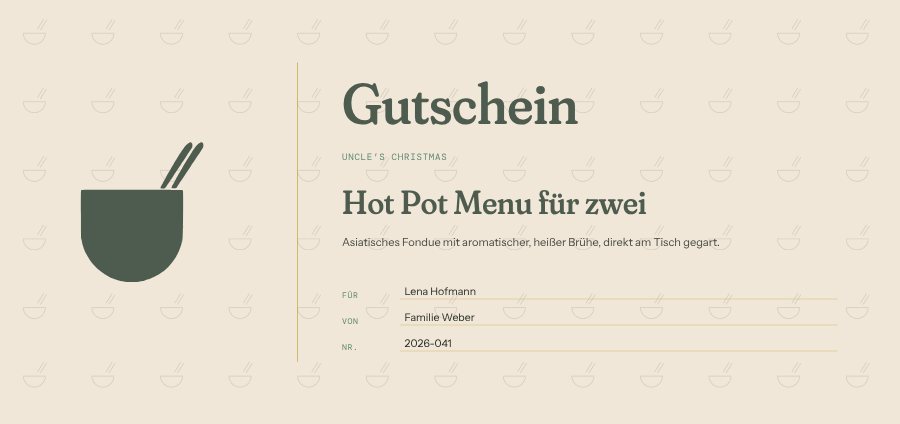 Gutschein
UNCLE'S CHRISTMAS
Hot Pot Menu für zwei
Asiatisches Fondue mit aromatischer, heißer Brühe, direkt am Tisch gegart.
FÜR Lena Hofmann
VON Familie Weber
NR. 2026-041